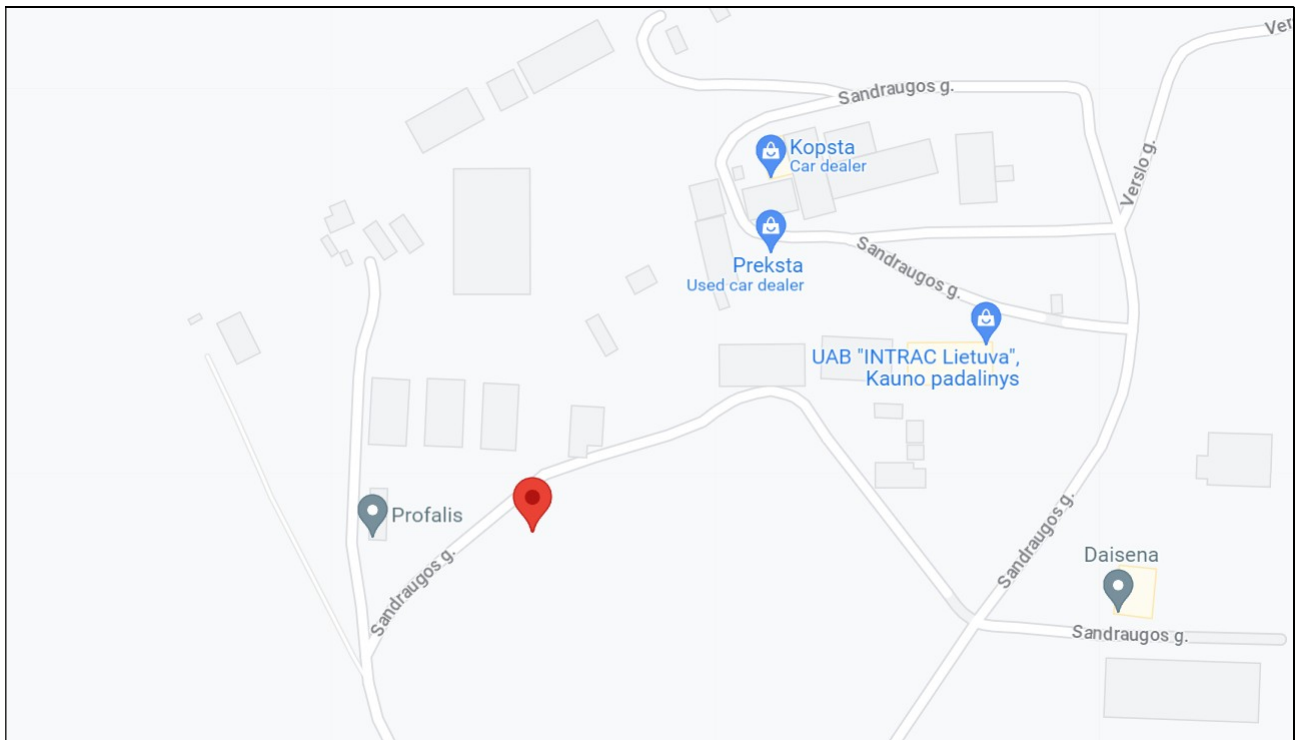 Ver
Sandraugos g.
Kopsta
Car dealer
Verslo g.
Preksta
Used car dealer
Sandraugos g.
UAB "INTRAC Lietuva",
Kauno padalinys
Profalis
Sandraugos g.
Sandraugos g.
Daisena
Sandraugos g.